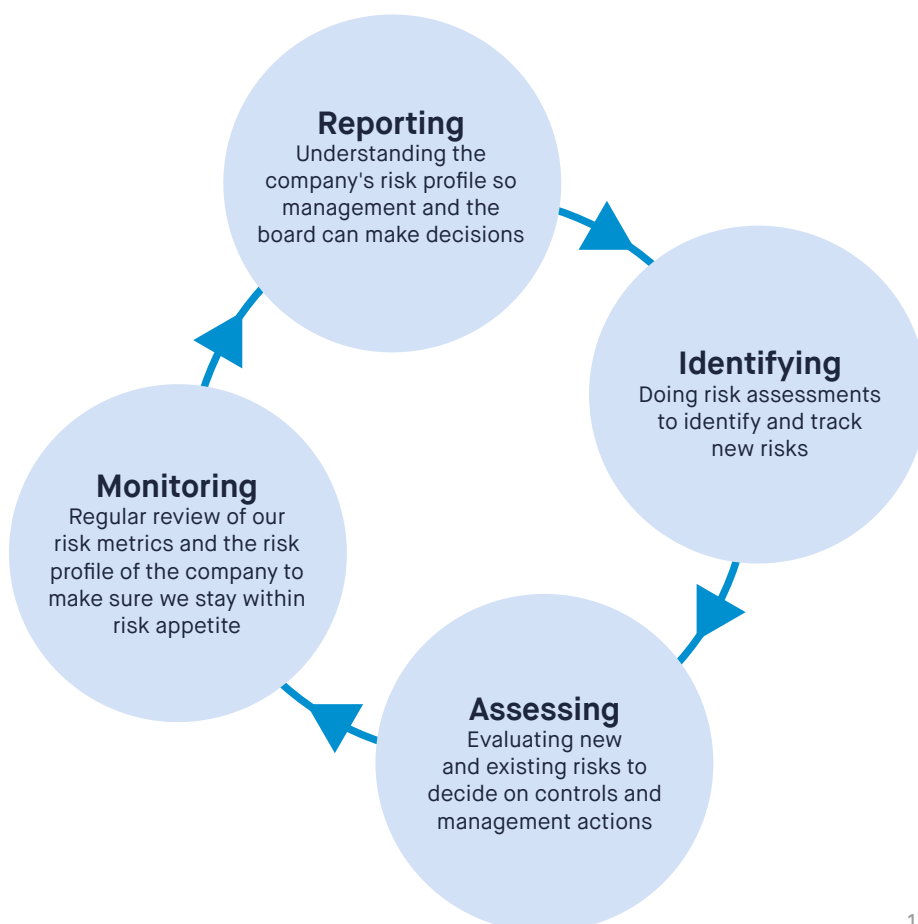 Reporting
Understanding the
company's risk profile so
management and the
board can make decisions
Identifying
Doing risk assessments
to identify and track
new risks
Assessing
Evaluating new
and existing risks to
decide on controls and
management actions
Monitoring
Regular review of our
risk metrics and the risk
profile of the company to
make sure we stay within
risk appetite
1